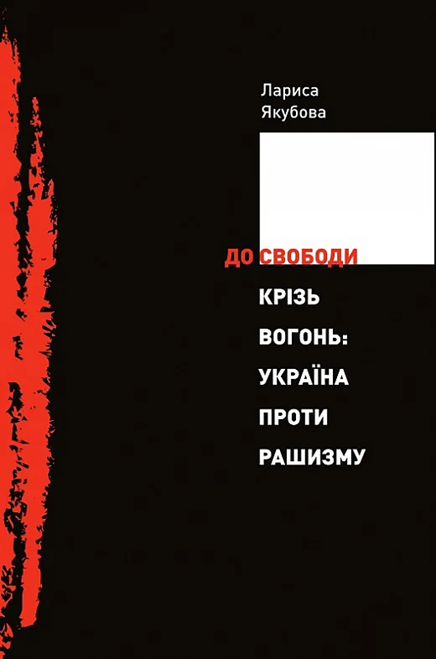 Лариса
Якубова
ДО СВОБОДИ
КРІЗЬ
ВОГОНЬ:
УКРАЇНА
ПРОТИ
РАШИЗМУ